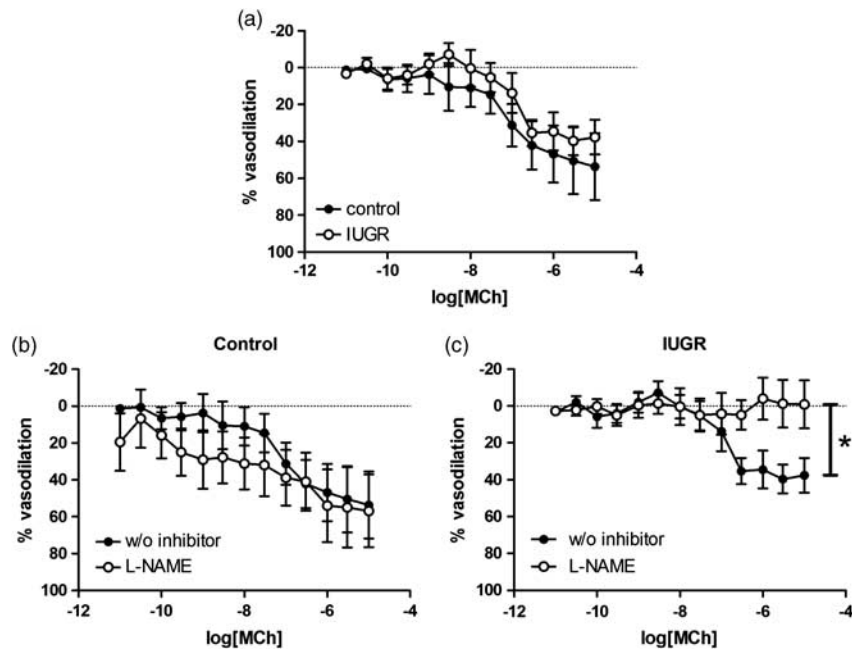 (a)
-20
0
20
40
60
80
100
% vasodilation
control
IUGR
-12 -10 -8 -6 -4
log[MCh]
(b) Control
-20
0
20
40
60
80
100
% vasodilation
w/o inhibitor
L-NAME
-12 -10 -8 -6 -4
log[MCh]
(c) IUGR
-20
0
20
40
60
80
100
% vasodilation
*
w/o inhibitor
L-NAME
-12 -10 -8 -6 -4
log[MCh]